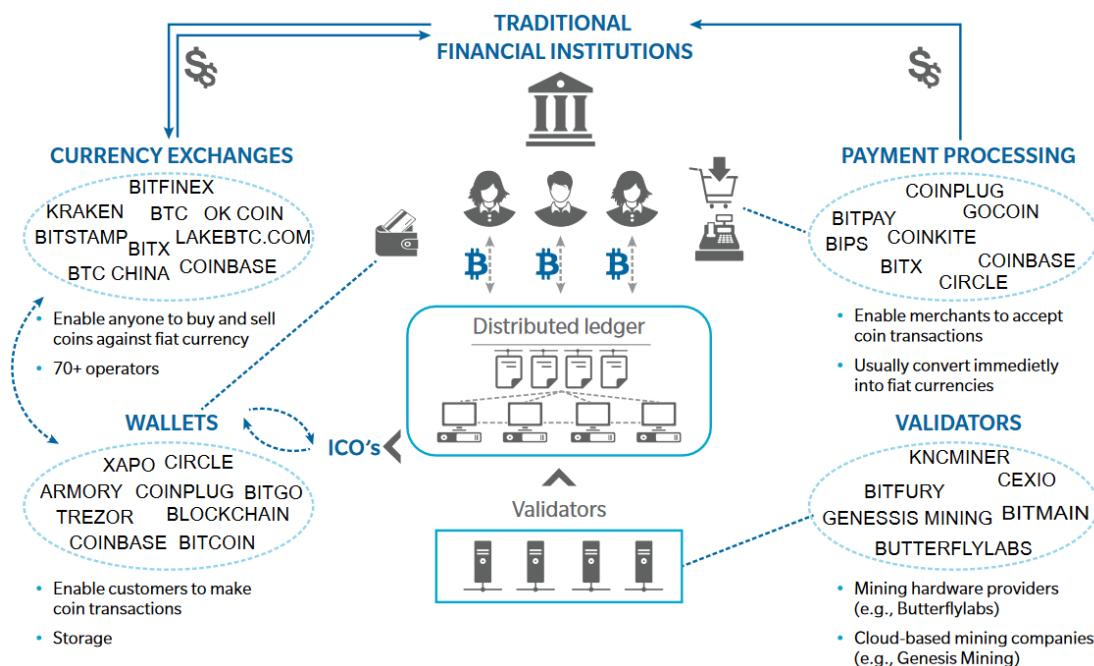 TRADITIONAL
FINANCIAL INSTITUTIONS
$$
$$
CURRENCY EXCHANGES
BITFINEX
KRAKEN BTC OK COIN
BITSTAMP BITX LAKEBTC.COM
BTC CHINA COINBASE
• Enable anyone to buy and sell
coins against fiat currency
• 70+ operators
PAYMENT PROCESSING
COINPLUG
BITPAY GOCOIN
BIPS COINKITE
BITX COINBASE
CIRCLE
• Enable merchants to accept
coin transactions
• Usually convert immedietly
into fiat currencies
₿ ₿ ₿
Distributed ledger
WALLETS
XAPO CIRCLE
ARMORY COINPLUG BITGO
TREZOR BLOCKCHAIN
COINBASE BITCOIN
• Enable customers to make
coin transactions
• Storage
ICO's
Validators
VALIDATORS
KNCMINER
BITFURY CEXIO
GENESSIS MINING BITMAIN
BUTTERFLYLABS
• Mining hardware providers
(e.g., Butterflylabs)
• Cloud-based mining companies
(e.g., Genesis Mining)